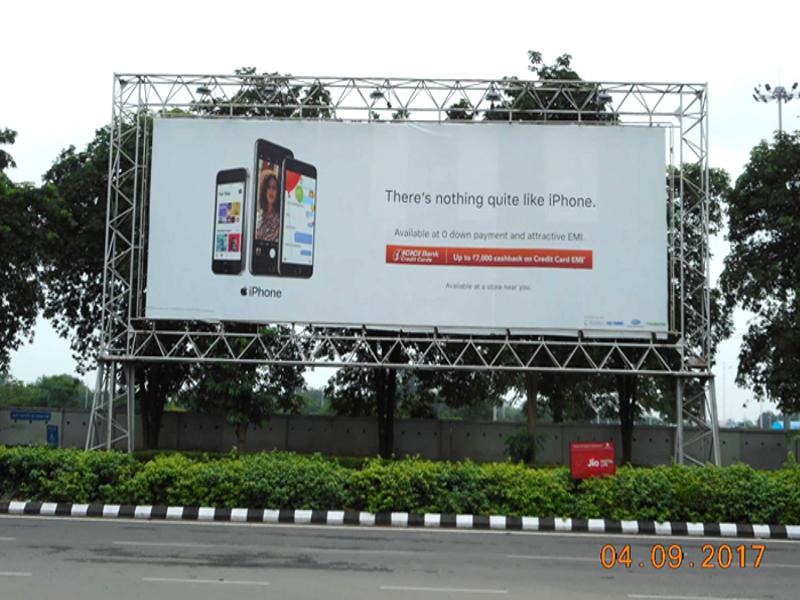 There's nothing quite like iPhone.
Available at 0 down payment and attractive EMI.
ICICI Bank
Credit Cards
Up to ₹7,000 cashback on Credit Card EMI*
Available at a store near you.
iPhone
Jio
04.09.2017